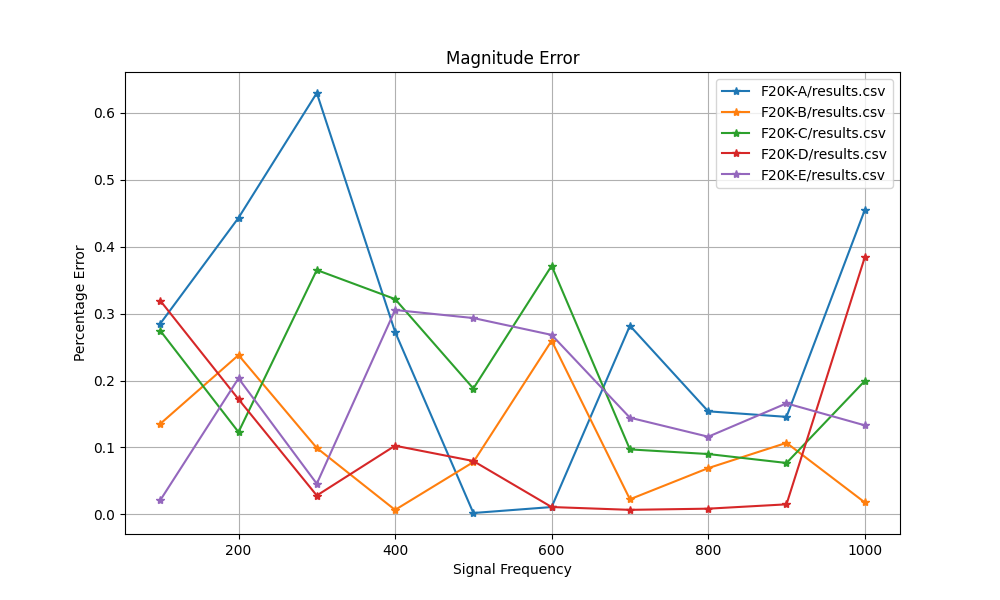 Magnitude Error
F20K-A/results.csv
F20K-B/results.csv
F20K-C/results.csv
F20K-D/results.csv
F20K-E/results.csv
Percentage Error
0.6
0.5
0.4
0.3
0.2
0.1
0.0
200 400 600 800 1000
Signal Frequency